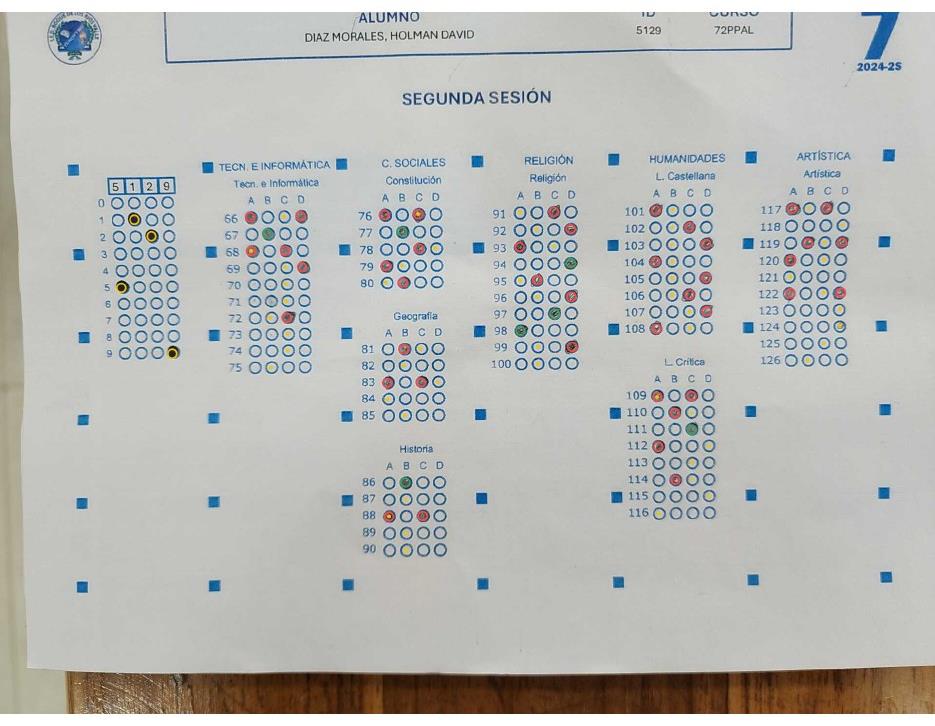 ALUMNO ID CURSO
DIAZ MORALES, HOLMAN DAVID 5129 72PPAL
7
2024-2S
SEGUNDA SESIÓN
5 1 2 9
0
1
2
3
4
5
6
7
8
9
TECN. E INFORMÁTICA
Tecn. e Informática
A B C D
66
67
68
69
70
71
72
73
74
75
C. SOCIALES
Constitución
A B C D
76
77
78
79
80
Geografia
A B C D
81
82
83
84
85
Historia
A B C D
86
87
88
89
90
RELIGIÓN
Religión
A B C D
91
92
93
94
95
96
97
98
99
100
HUMANIDADES
L. Castellana
A B C D
101
102
103
104
105
106
107
108
L. Crítica
A B C D
109
110
111
112
113
114
115
116
ARTÍSTICA
Artística
A B C D
117
118
119
120
121
122
123
124
125
126